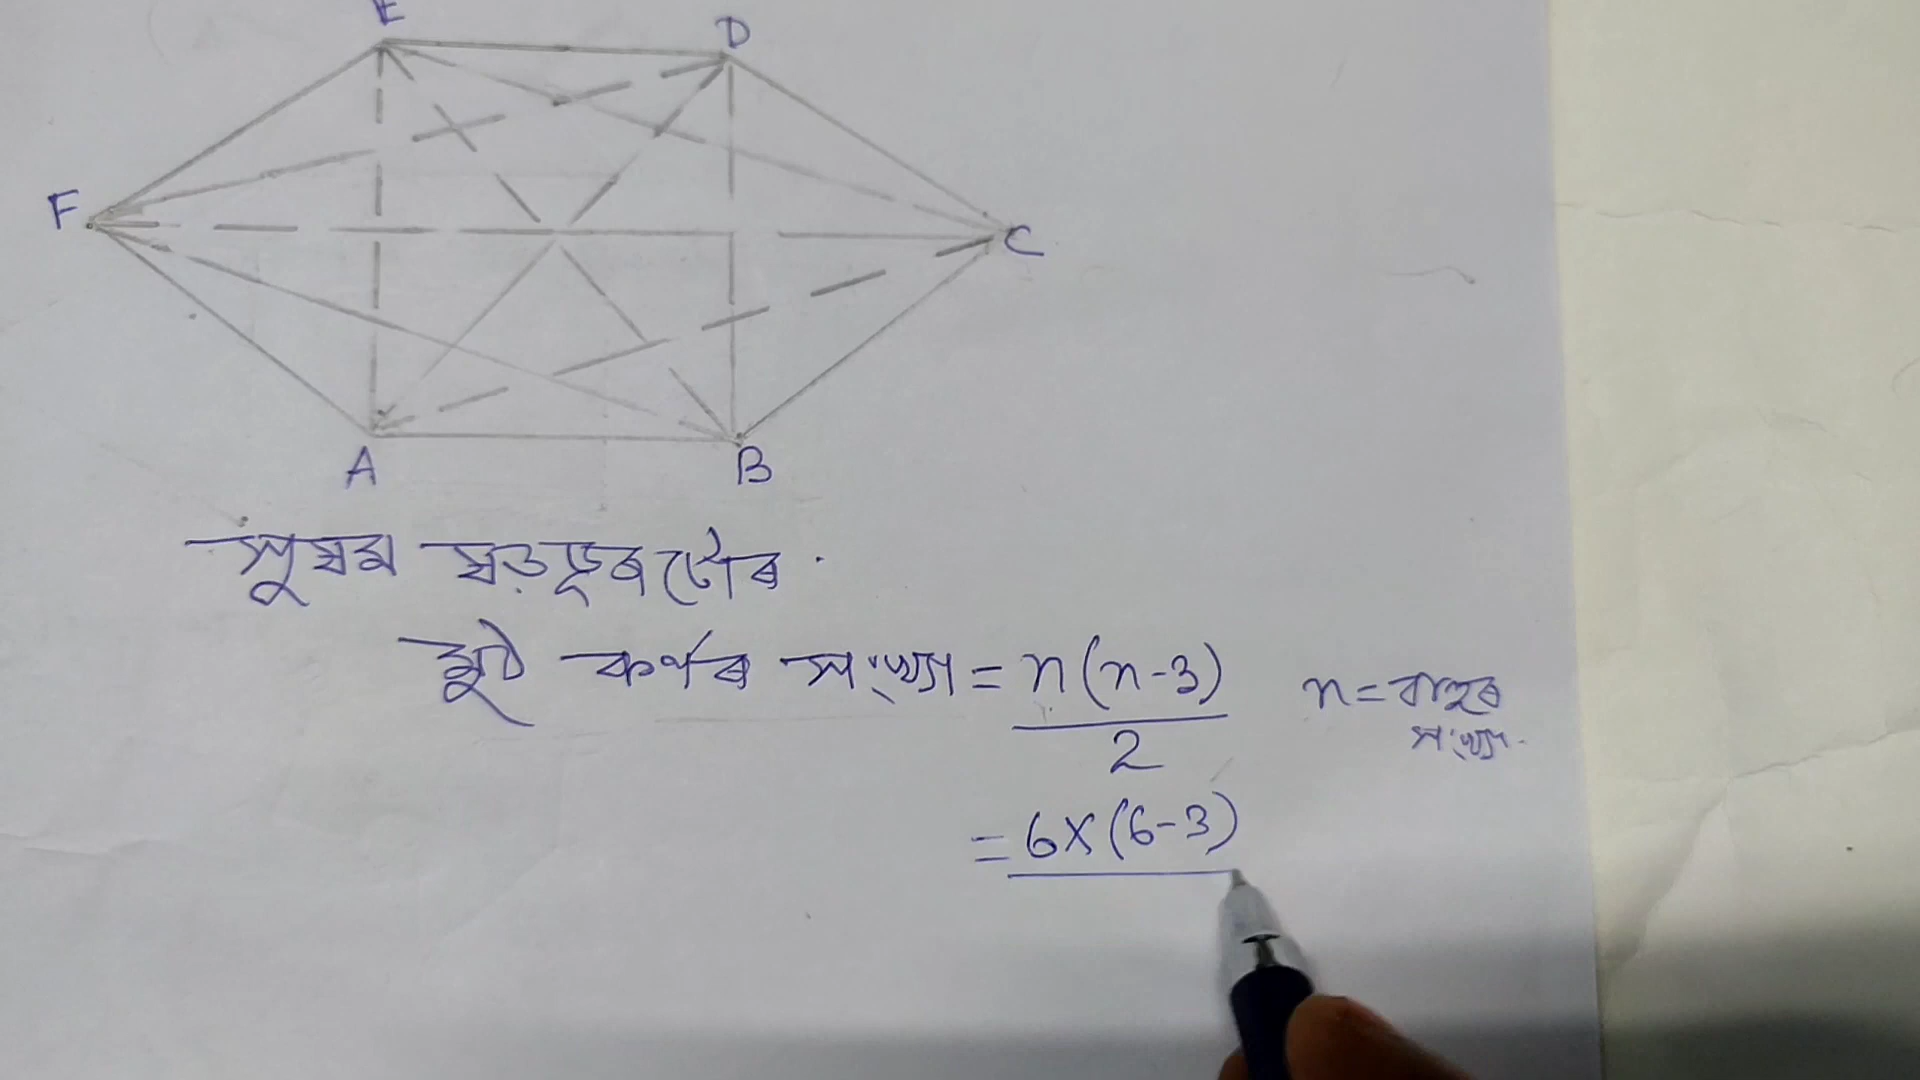 E D
F C
A B
সুষম ষড়ভূজটোৰ .
মুঠ কৰ্ণৰ সংখ্যা = n(n-3)
2
n = বাহুৰ
সংখ্যা.
= 6×(6-3)